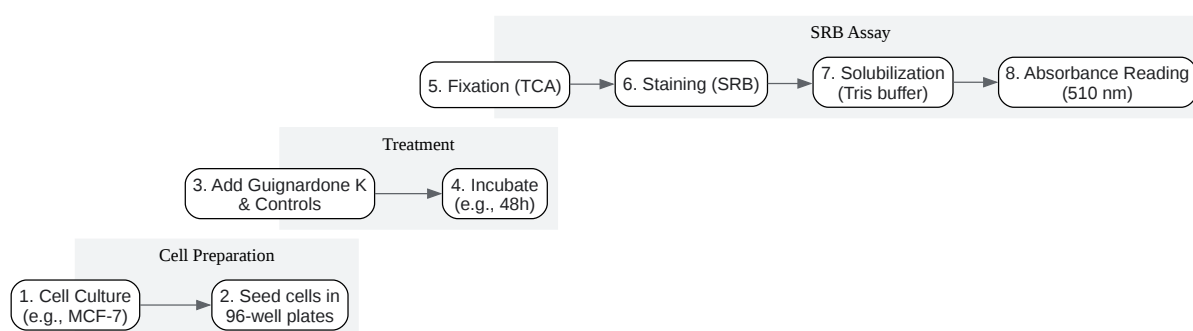 SRB Assay
5. Fixation (TCA)
6. Staining (SRB)
7. Solubilization
(Tris buffer)
8. Absorbance Reading
(510 nm)
Treatment
3. Add Guignardone K
& Controls
4. Incubate
(e.g., 48h)
Cell Preparation
1. Cell Culture
(e.g., MCF-7)
2. Seed cells in
96-well plates